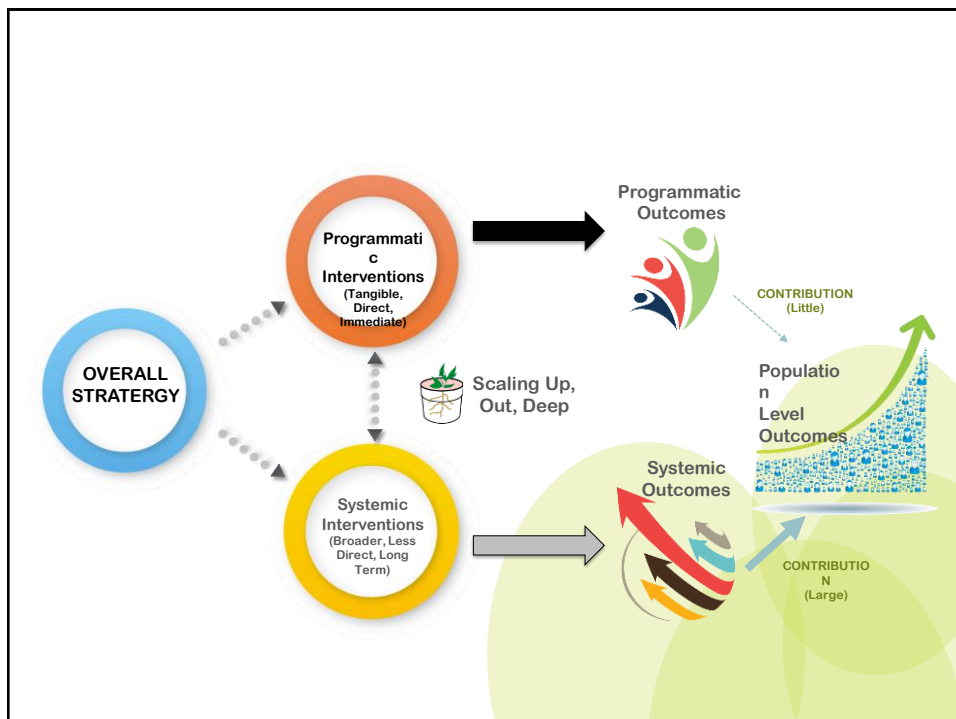 OVERALL
STRATERGY
Programmati
c
Interventions
(Tangible,
Direct,
Immediate)
Scaling Up,
Out, Deep
Systemic
Interventions
(Broader, Less
Direct, Long
Term)
Programmatic
Outcomes
CONTRIBUTION
(Little)
Populatio
n
Level
Outcomes
Systemic
Outcomes
CONTRIBUTIO
N
(Large)